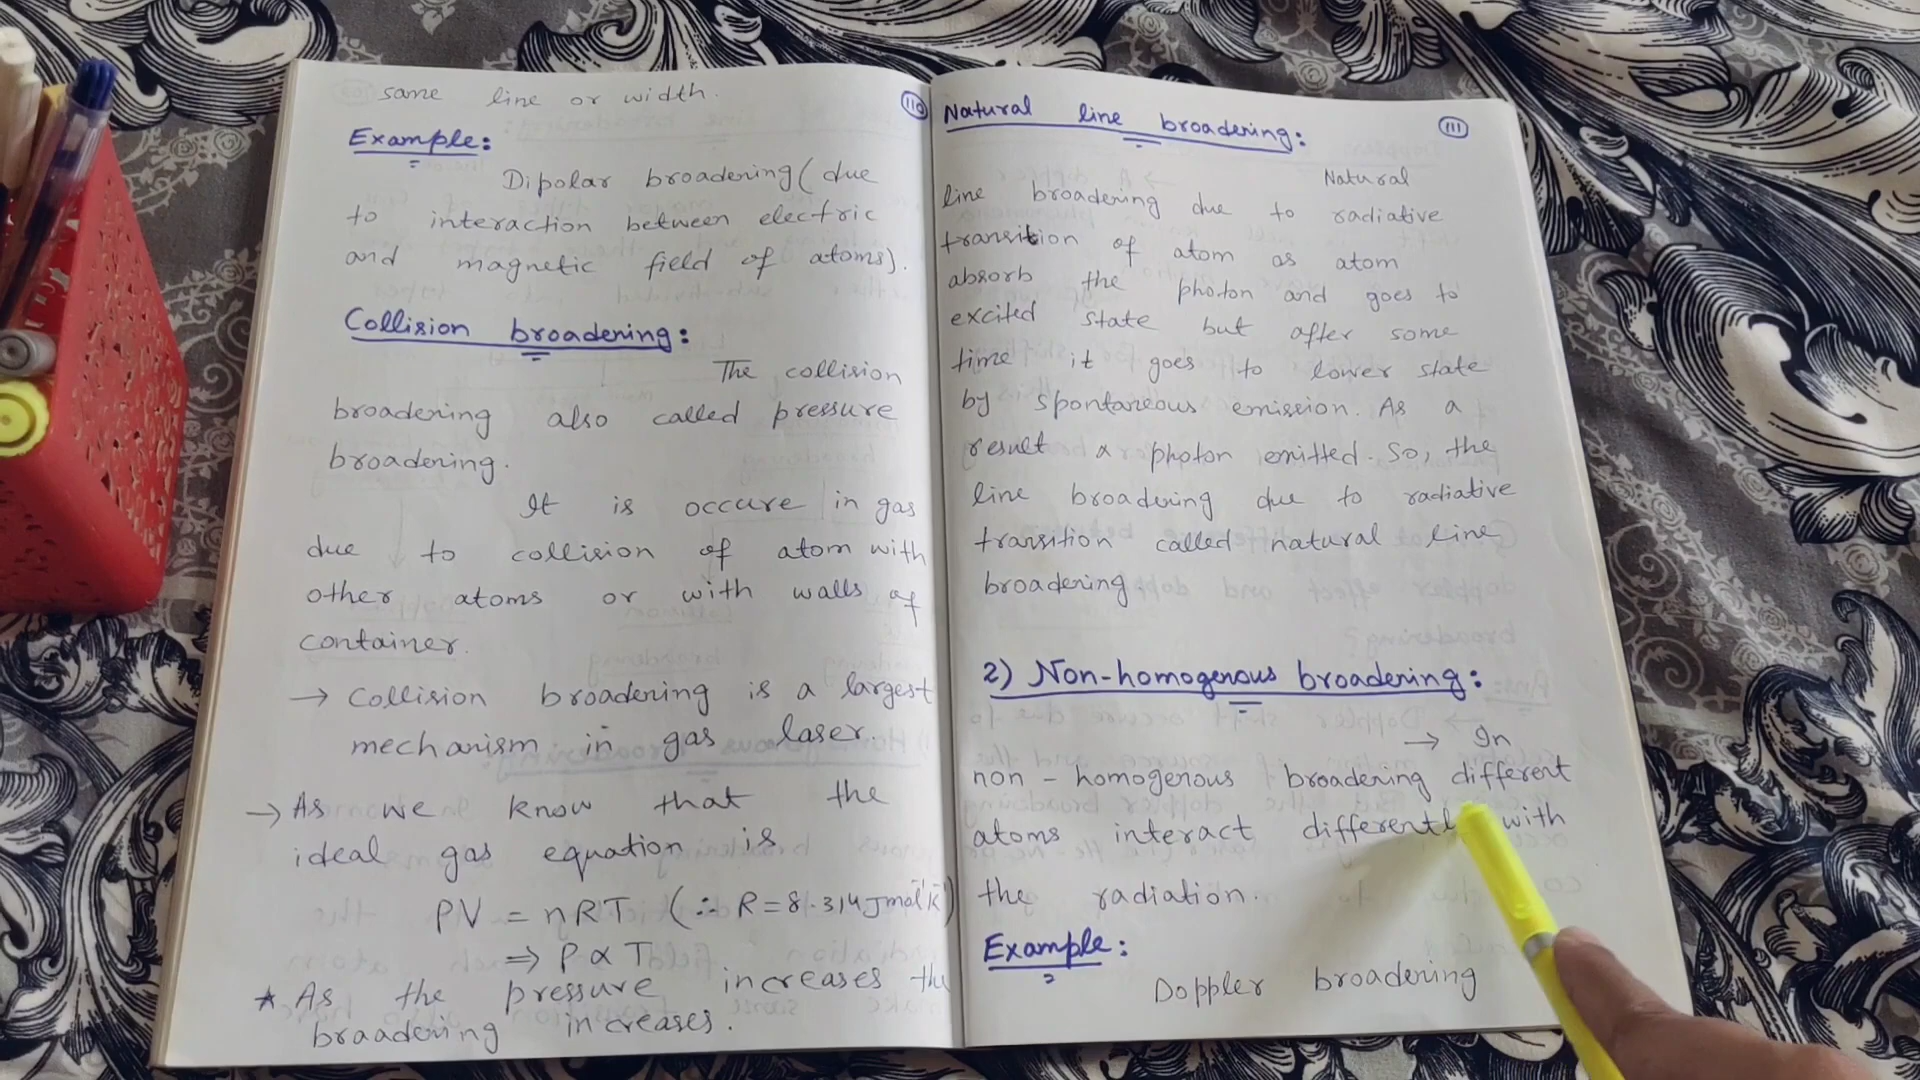 same line or width.
110
Example:
Dipolar broadening (due
to interaction between electric
and magnetic field of atoms).
Collision broadening:
The collision
broadening also called pressure
broadening.
It is occure in gas
due to collision of atom with
other atoms or with walls of
container.
→ Collision broadening is a largest
mechanism in gas laser.
→ As we know that the
ideal gas equation is
PV = nRT (∴ R = 8.314 Jmol⁻¹K⁻¹)
⇒ P ∝ T
* As the pressure increases the
braadening increases.
Natural line broadening:
111
Natural
line broadening due to radiative
transition of atom as atom
absorb the photon and goes to
excited state but after some
time it goes to lower state
by spontaneous emission. As a
result a photon emitted. So, the
line broadening due to radiative
transition called natural line
broadening.
2) Non-homogenous broadening:
→ In
non-homogenous broadening different
atoms interact differently with
the radiation.
Example:
Doppler broadening